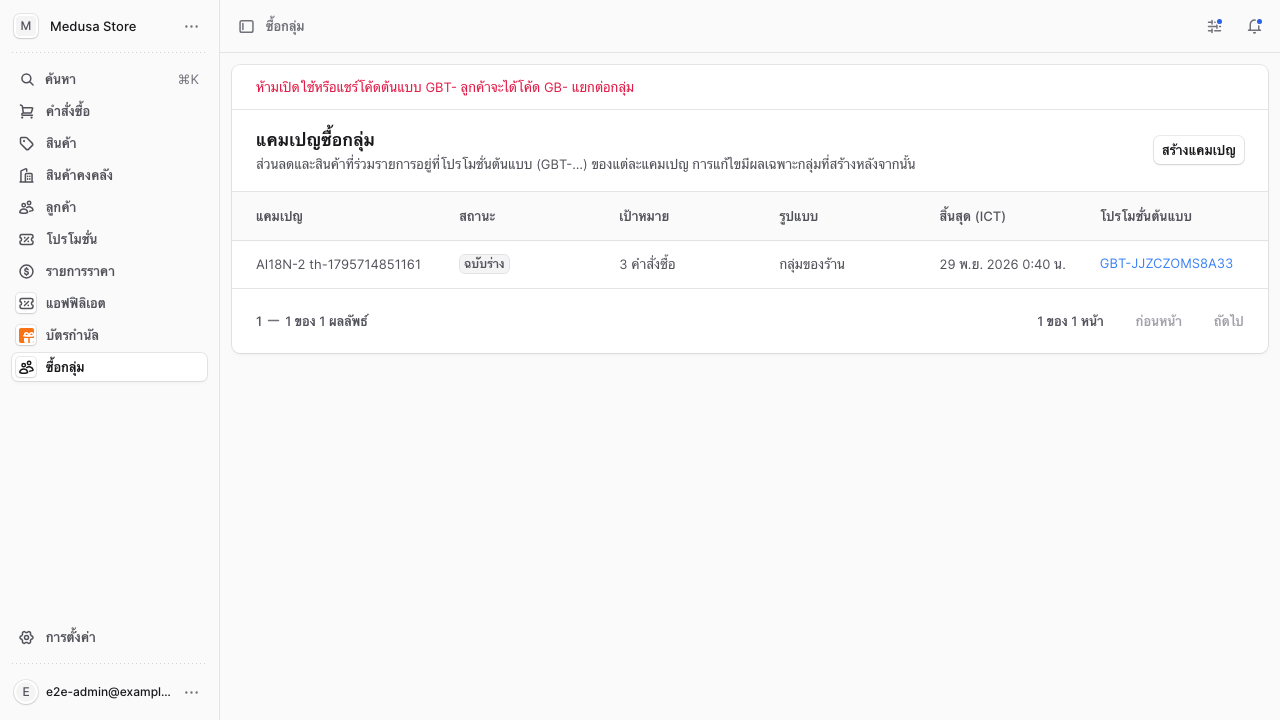 M Medusa Store
ซื้อกลุ่ม
ค้นหา ⌘K
คำสั่งซื้อ
สินค้า
สินค้าคงคลัง
ลูกค้า
โปรโมชั่น
รายการราคา
แอฟฟิลิเอต
บัตรกำนัล
ซื้อกลุ่ม
การตั้งค่า
E e2e-admin@exampl...
ห้ามเปิดใช้หรือแชร์โค้ดต้นแบบ GBT- ลูกค้าจะได้โค้ด GB- แยกต่อกลุ่ม
แคมเปญซื้อกลุ่ม
ส่วนลดและสินค้าที่ร่วมรายการอยู่ที่โปรโมชั่นต้นแบบ (GBT-…) ของแต่ละแคมเปญ การแก้ไขมีผลเฉพาะกลุ่มที่สร้างหลังจากนั้น
สร้างแคมเปญ
แคมเปญ สถานะ เป้าหมาย รูปแบบ สิ้นสุด (ICT) โปรโมชั่นต้นแบบ
AI18N-2 th-1795714851161 ฉบับร่าง 3 คำสั่งซื้อ กลุ่มของร้าน 29 พ.ย. 2026 0:40 น. GBT-JJZCZOMS8A33
1 — 1 ของ 1 ผลลัพธ์ 1 ของ 1 หน้า ก่อนหน้า ถัดไป